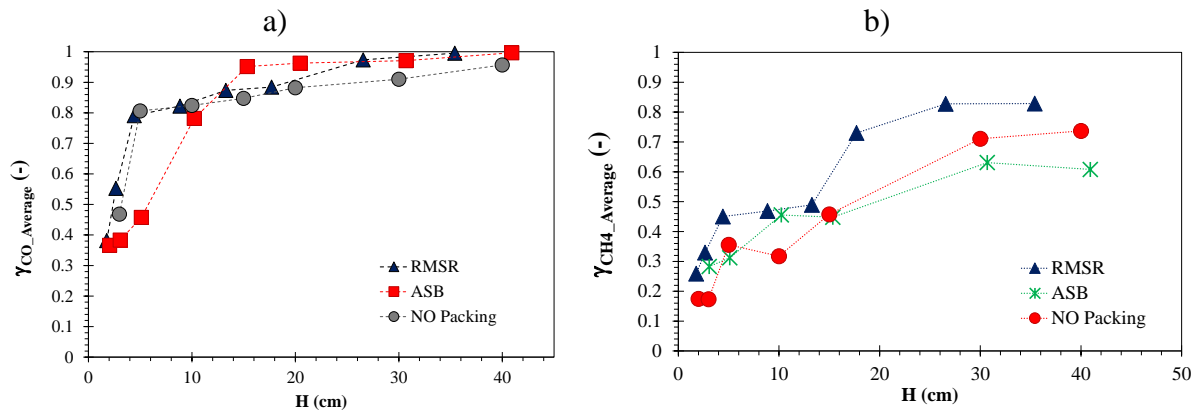 a)
1
0.9
0.8
0.7
0.6
0.5
0.4
0.3
0.2
0.1
0
γCO_Average (-)
RMSR
ASB
NO Packing
0 10 20 30 40
H (cm)
b)
1
0.9
0.8
0.7
0.6
0.5
0.4
0.3
0.2
0.1
0
γCH4_Average (-)
RMSR
ASB
NO Packing
0 10 20 30 40 50
H (cm)